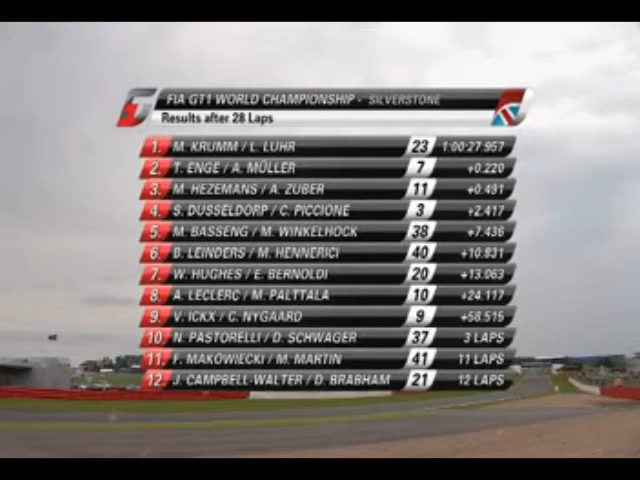 FIA GT1 WORLD CHAMPIONSHIP - SILVERSTONE
Results after 28 Laps
1. M. KRUMM / L. LUHR 23 1:00:27.957
2. T. ENGE / A. MÜLLER 7 +0.220
3. M. HEZEMANS / A. ZUBER 11 +0.491
4. S. DUSSELDORP / C. PICCIONE 3 +2.417
5. M. BASSENG / M. WINKELHOCK 38 +7.436
6. B. LEINDERS / M. HENNERICI 40 +10.831
7. W. HUGHES / E. BERNOLDI 20 +13.063
8. A. LECLERC / M. PALTTALA 10 +24.117
9. V. ICKX / C. NYGAARD 9 +58.515
10. N. PASTORELLI / D. SCHWAGER 37 3 LAPS
11. F. MAKOWIECKI / M. MARTIN 41 11 LAPS
12. J. CAMPBELL-WALTER / D. BRABHAM 21 12 LAPS